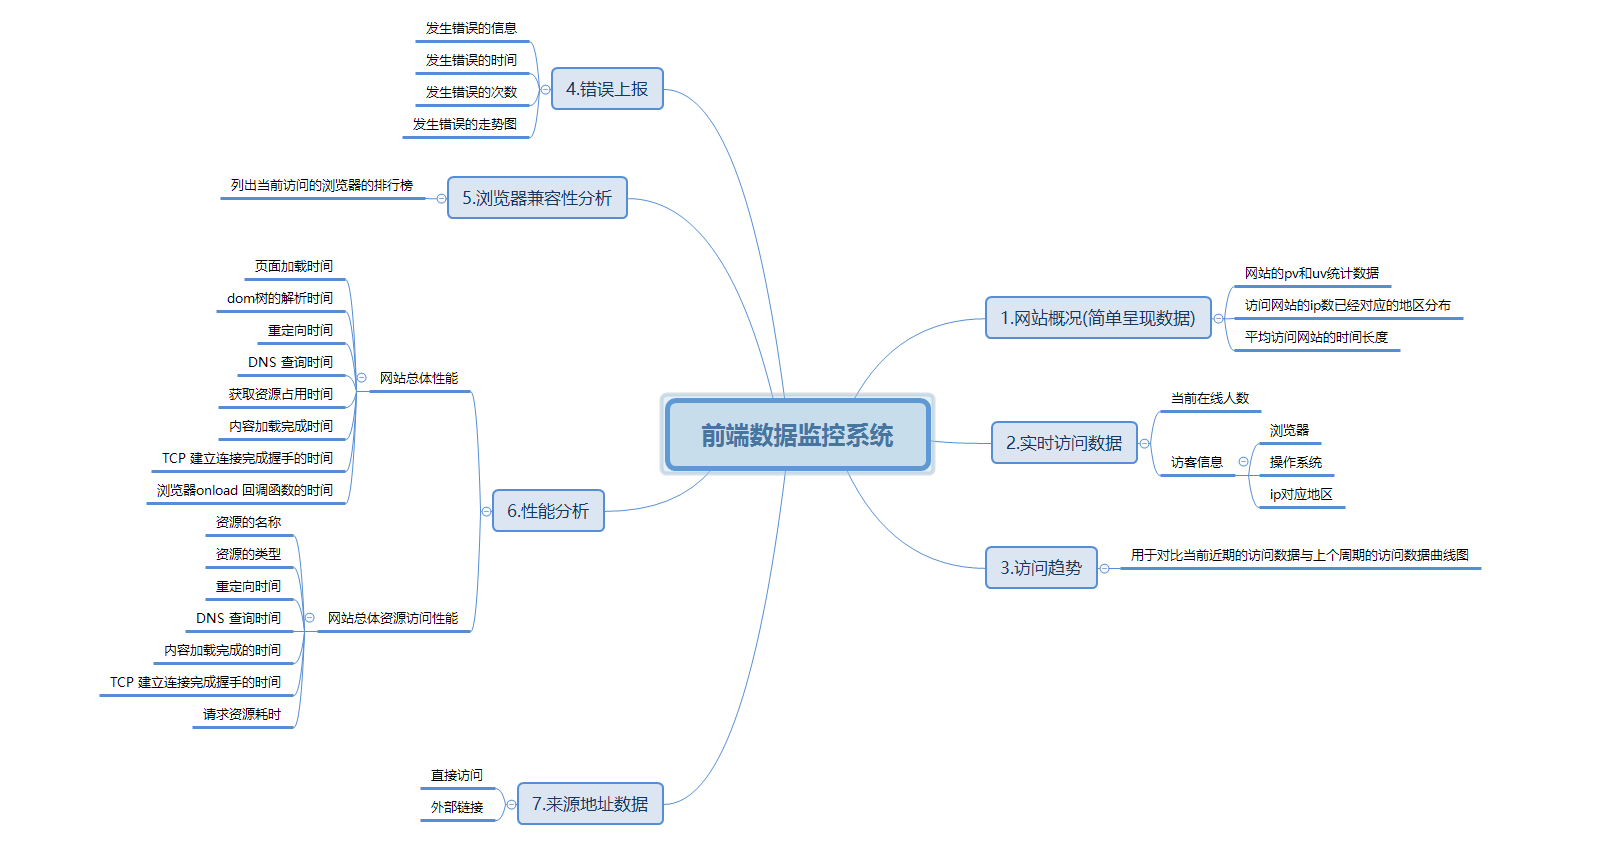 前端数据监控系统
1.网站概况(简单呈现数据)
网站的pv和uv统计数据
访问网站的ip数已经对应的地区分布
平均访问网站的时间长度
2.实时访问数据
当前在线人数
访客信息
浏览器
操作系统
ip对应地区
3.访问趋势
用于对比当前近期的访问数据与上个周期的访问数据曲线图
4.错误上报
发生错误的信息
发生错误的时间
发生错误的次数
发生错误的走势图
5.浏览器兼容性分析
列出当前访问的浏览器的排行榜
6.性能分析
网站总体性能
页面加载时间
dom树的解析时间
重定向时间
DNS 查询时间
获取资源占用时间
内容加载完成时间
TCP 建立连接完成握手的时间
浏览器onload 回调函数的时间
网站总体资源访问性能
资源的名称
资源的类型
重定向时间
DNS 查询时间
内容加载完成的时间
TCP 建立连接完成握手的时间
请求资源耗时
7.来源地址数据
直接访问
外部链接